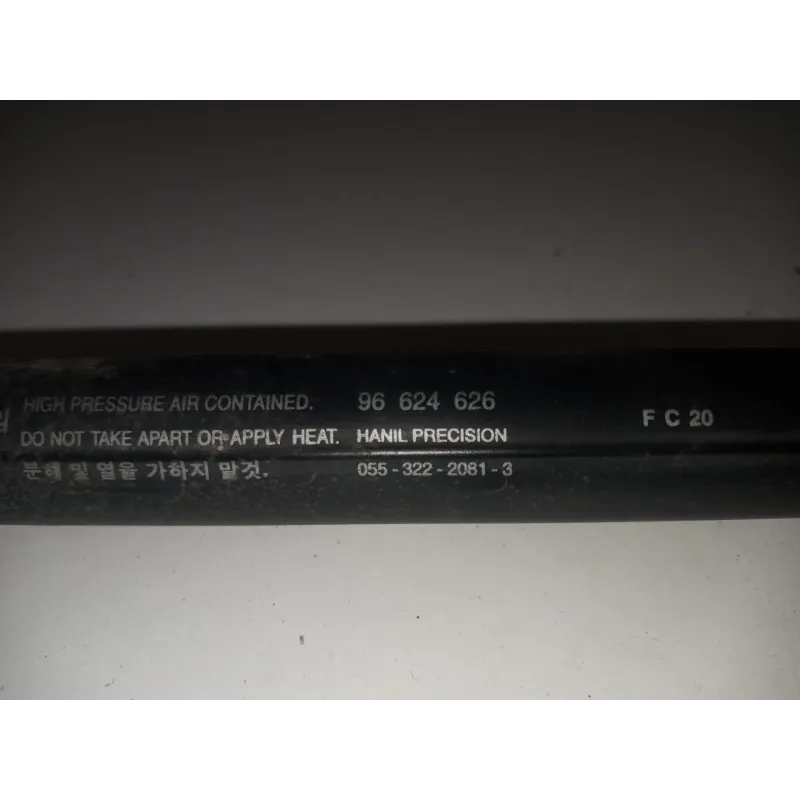 HIGH PRESSURE AIR CONTAINED. 96 624 626
DO NOT TAKE APART OR APPLY HEAT. HANIL PRECISION
분해 및 열을 가하지 말것. 055-322-2081-3
F C 20